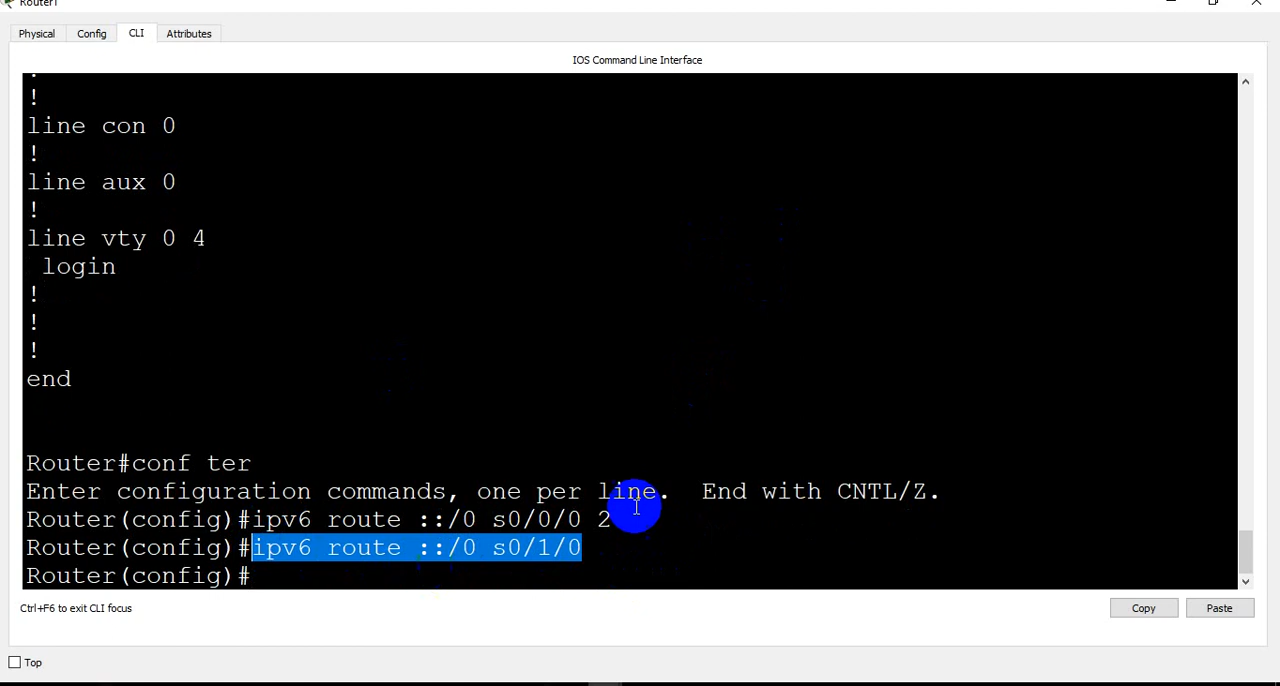 Router1
Physical Config CLI Attributes
IOS Command Line Interface
!
!
line con 0
!
line aux 0
!
line vty 0 4
login
!
!
!
end
Router#conf ter
Enter configuration commands, one per line. End with CNTL/Z.
Router(config)#ipv6 route ::/0 s0/0/0 2
Router(config)#ipv6 route ::/0 s0/1/0
Router(config)#
Ctrl+F6 to exit CLI focus
Copy Paste
Top